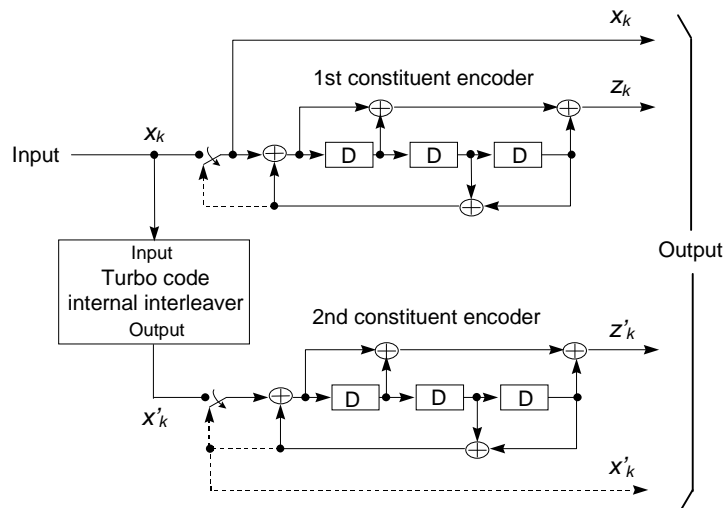 x_k
1st constituent encoder
z_k
x_k
Input
D
D
D
Output
Input
Turbo code
internal interleaver
Output
2nd constituent encoder
z'_k
D
D
D
x'_k
x'_k